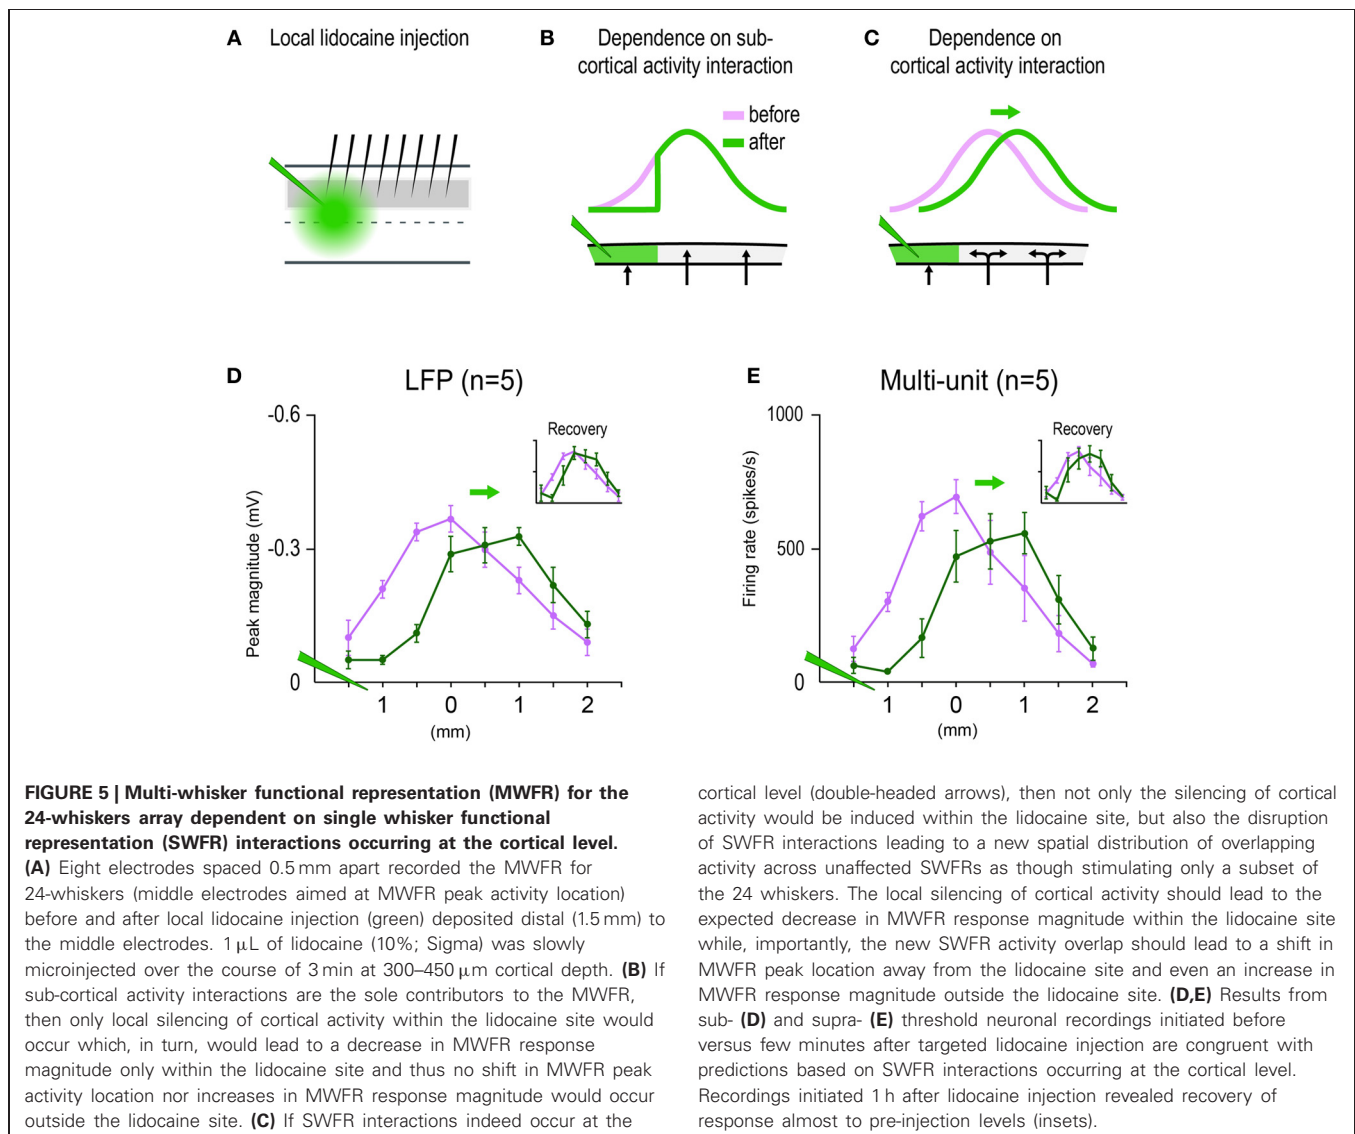 A Local lidocaine injection
B Dependence on sub-
cortical activity interaction
before
after
C Dependence on
cortical activity interaction
D LFP (n=5)
Peak magnitude (mV)
-0.6
-0.3
0
Recovery
1 0 1 2
(mm)
E Multi-unit (n=5)
Firing rate (spikes/s)
1000
500
0
Recovery
1 0 1 2
(mm)
FIGURE 5 | Multi-whisker functional representation (MWFR) for the
24-whiskers array dependent on single whisker functional
representation (SWFR) interactions occurring at the cortical level.
(A) Eight electrodes spaced 0.5 mm apart recorded the MWFR for
24-whiskers (middle electrodes aimed at MWFR peak activity location)
before and after local lidocaine injection (green) deposited distal (1.5 mm) to
the middle electrodes. 1 μL of lidocaine (10%; Sigma) was slowly
microinjected over the course of 3 min at 300–450 μm cortical depth. (B) If
sub-cortical activity interactions are the sole contributors to the MWFR,
then only local silencing of cortical activity within the lidocaine site would
occur which, in turn, would lead to a decrease in MWFR response
magnitude only within the lidocaine site and thus no shift in MWFR peak
activity location nor increases in MWFR response magnitude would occur
outside the lidocaine site. (C) If SWFR interactions indeed occur at the
cortical level (double-headed arrows), then not only the silencing of cortical
activity would be induced within the lidocaine site, but also the disruption
of SWFR interactions leading to a new spatial distribution of overlapping
activity across unaffected SWFRs as though stimulating only a subset of
the 24 whiskers. The local silencing of cortical activity should lead to the
expected decrease in MWFR response magnitude within the lidocaine site
while, importantly, the new SWFR activity overlap should lead to a shift in
MWFR peak location away from the lidocaine site and even an increase in
MWFR response magnitude outside the lidocaine site. (D,E) Results from
sub- (D) and supra- (E) threshold neuronal recordings initiated before
versus few minutes after targeted lidocaine injection are congruent with
predictions based on SWFR interactions occurring at the cortical level.
Recordings initiated 1 h after lidocaine injection revealed recovery of
response almost to pre-injection levels (insets).